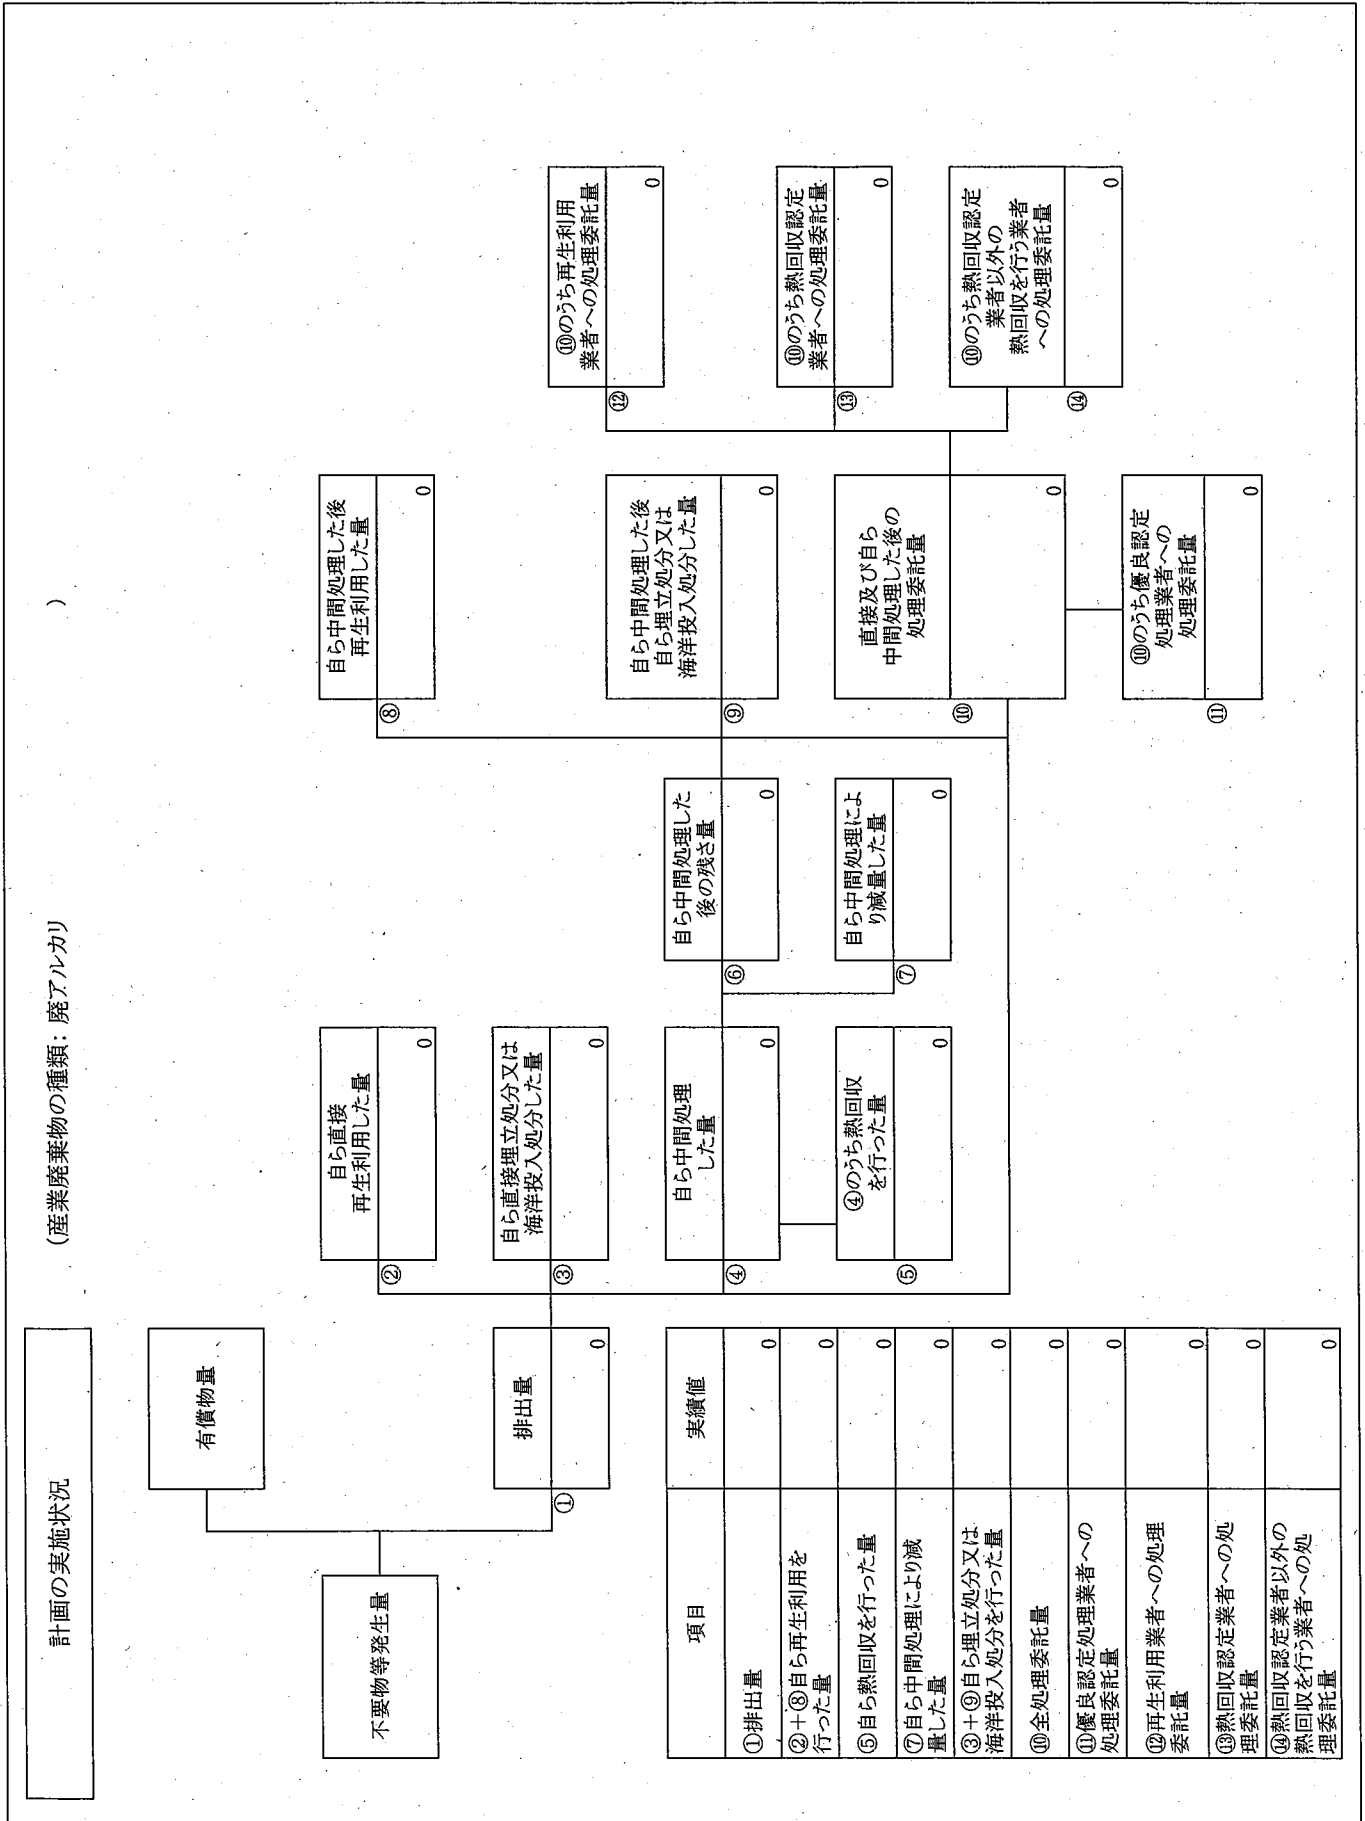 計画の実施状況
(産業廃棄物の種類：廃アルカリ
)
不要物等発生量
有償物量
①
排出量
0
②
自ら直接
再生利用した量
0
③
自ら直接埋立処分又は
海洋投入処分した量
0
④
自ら中間処理
した量
0
⑤
④のうち熱回収
を行った量
0
⑥
自ら中間処理した
後の残さ量
0
⑦
自ら中間処理によ
り減量した量
0
⑧
自ら中間処理した後
再生利用した量
0
⑨
自ら中間処理した後
自ら埋立処分又は
海洋投入処分した量
0
⑩
直接及び自ら
中間処理した後の
処理委託量
0
⑪
⑩のうち優良認定
処理業者への
処理委託量
0
⑫
⑩のうち再生利用
業者への処理委託量
0
⑬
⑩のうち熱回収認定
業者への処理委託量
0
⑭
⑩のうち熱回収認定
業者以外の
熱回収を行う業者
への処理委託量
0
項目
実績値
①排出量
0
②+⑧自ら再生利用を
行った量
0
⑤自ら熱回収を行った量
0
⑦自ら中間処理により減
量した量
0
③+⑨自ら埋立処分又は
海洋投入処分を行った量
0
⑩全処理委託量
0
⑪優良認定処理業者への
処理委託量
0
⑫再生利用業者への処理
委託量
0
⑬熱回収認定業者への処
理委託量
0
⑭熱回収認定業者以外の
熱回収を行う業者への処
理委託量
0